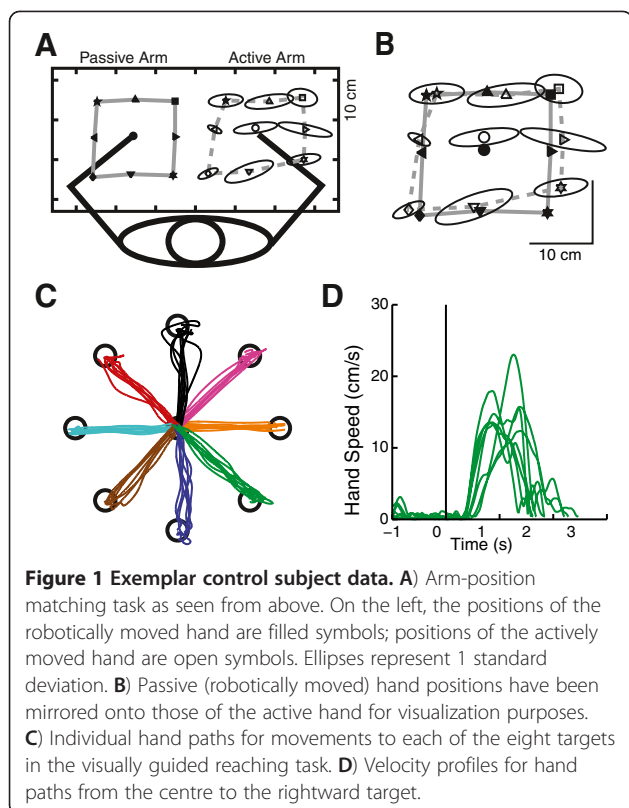 A
B
Passive Arm
Active Arm
10 cm
10 cm
C
D
30
20
10
0
Hand Speed (cm/s)
−1
0
1
2
3
Time (s)
Figure 1 Exemplar control subject data. A) Arm-position
matching task as seen from above. On the left, the positions of the
robotically moved hand are filled symbols; positions of the actively
moved hand are open symbols. Ellipses represent 1 standard
deviation. B) Passive (robotically moved) hand positions have been
mirrored onto those of the active hand for visualization purposes.
C) Individual hand paths for movements to each of the eight targets
in the visually guided reaching task. D) Velocity profiles for hand
paths from the centre to the rightward target.